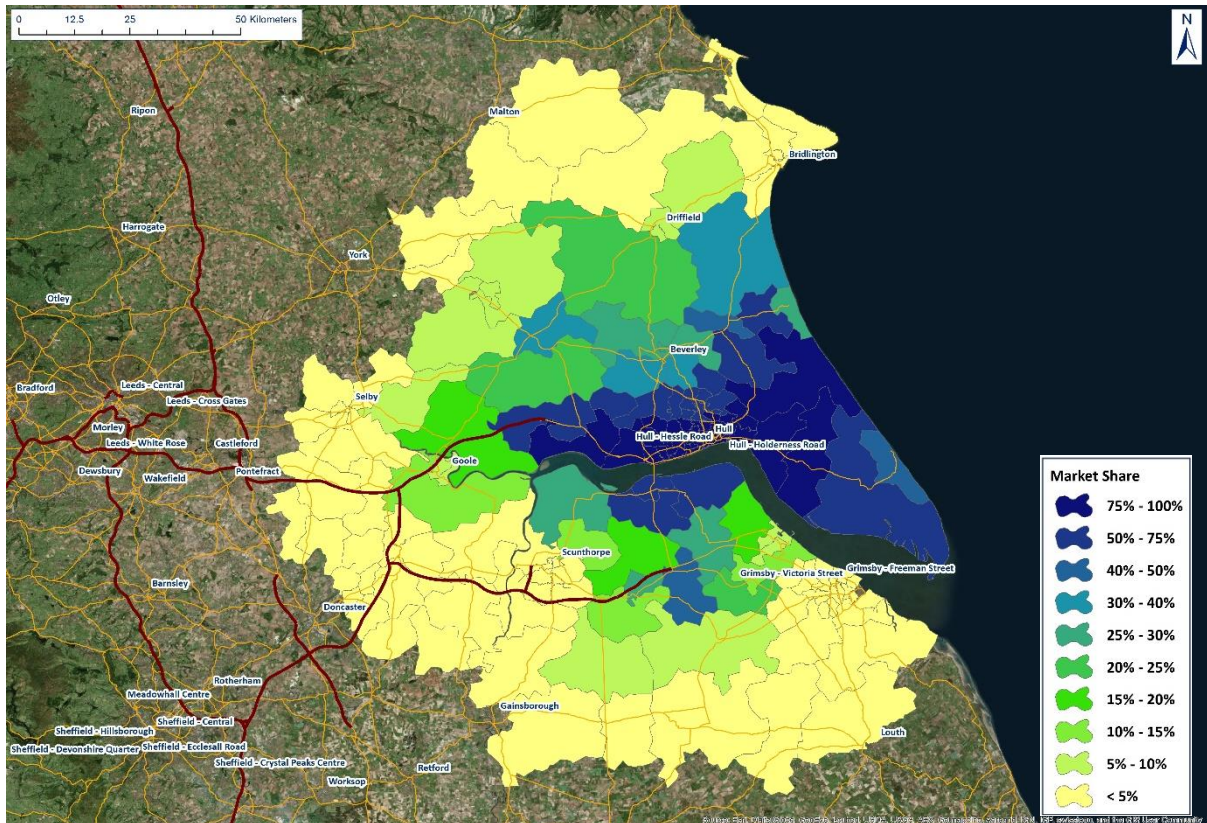 0 12.5 25 50 Kilometers
N
Ripon
Malton
Bridlington
Driffield
Harrogate
York
Otley
Beverley
Bradford
Leeds - Central
Selby
Leeds - Cross Gates
Morley
Hull
Hull - Hessle Road
Leeds - White Rose
Castleford
Hull - Holderness Road
Goole
Dewsbury
Pontefract
Wakefield
Market Share
75% - 100%
50% - 75%
40% - 50%
30% - 40%
25% - 30%
20% - 25%
15% - 20%
10% - 15%
5% - 10%
< 5%
Scunthorpe
Grimsby - Freeman Street
Grimsby - Victoria Street
Barnsley
Doncaster
Rotherham
Meadowhall Centre
Gainsborough
Sheffield - Central
Sheffield - Hillsborough
Louth
Sheffield - Devonshire Quarter
Sheffield - Ecclesall Road
Sheffield - Crystal Peaks Centre
Retford
Worksop